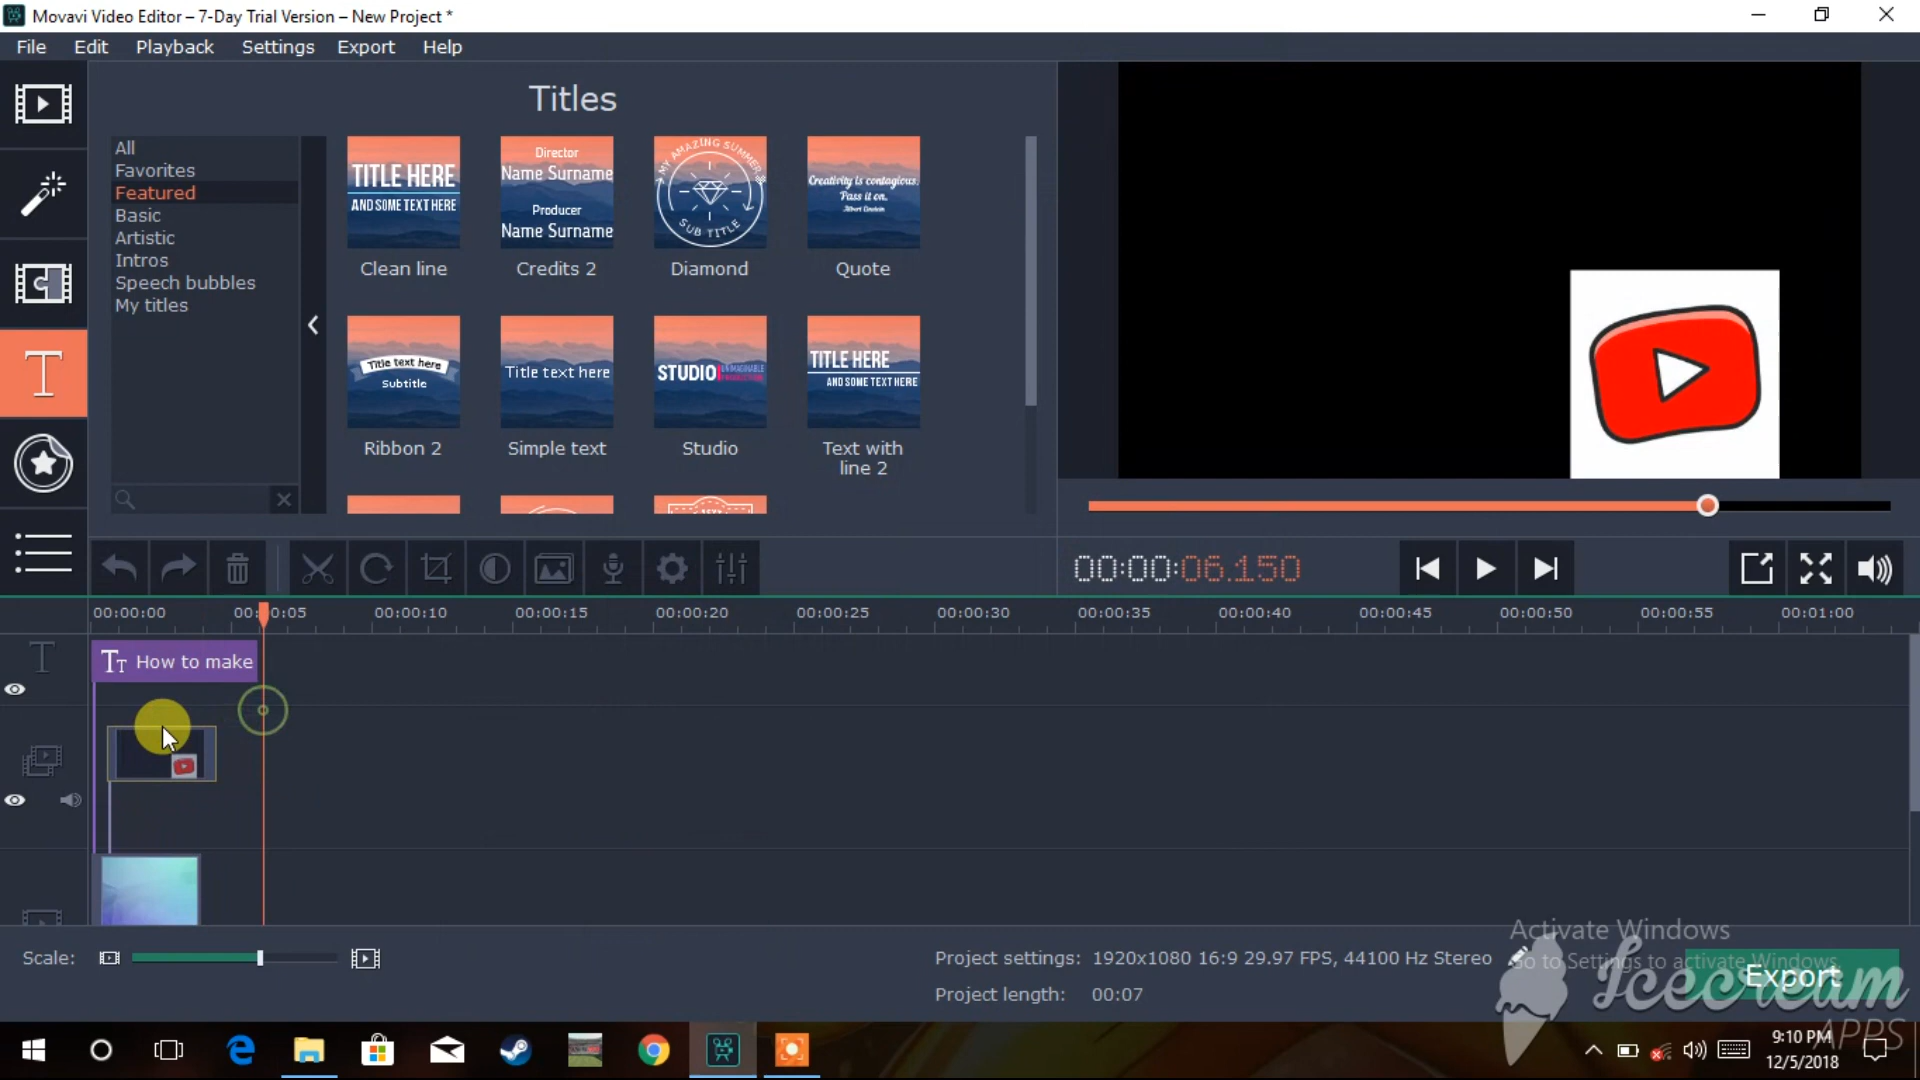 Movavi Video Editor – 7-Day Trial Version – New Project *
File Edit Playback Settings Export Help
Titles
All
Favorites
Featured
Basic
Artistic
Intros
Speech bubbles
My titles
TITLE HERE
AND SOME TEXT HERE
Clean line
Director
Name Surname
Producer
Name Surname
Credits 2
MY AMAZING SUMMER
SUB TITLE
Diamond
Creativity is contagious.
Pass it on.
Albert Einstein
Quote
Title text here
Subtitle
Ribbon 2
Title text here
Simple text
STUDIO
Studio
TITLE HERE
AND SOME TEXT HERE
Text with
line 2
00:00:06.150
00:00:00 00:00:05 00:00:10 00:00:15 00:00:20 00:00:25 00:00:30 00:00:35 00:00:40 00:00:45 00:00:50 00:00:55 00:01:00
How to make
Scale:
Project settings: 1920x1080 16:9 29.97 FPS, 44100 Hz Stereo
Project length: 00:07
Activate Windows
Go to Settings to activate Windows.
Export
Icecream
APPS
9:10 PM
12/5/2018